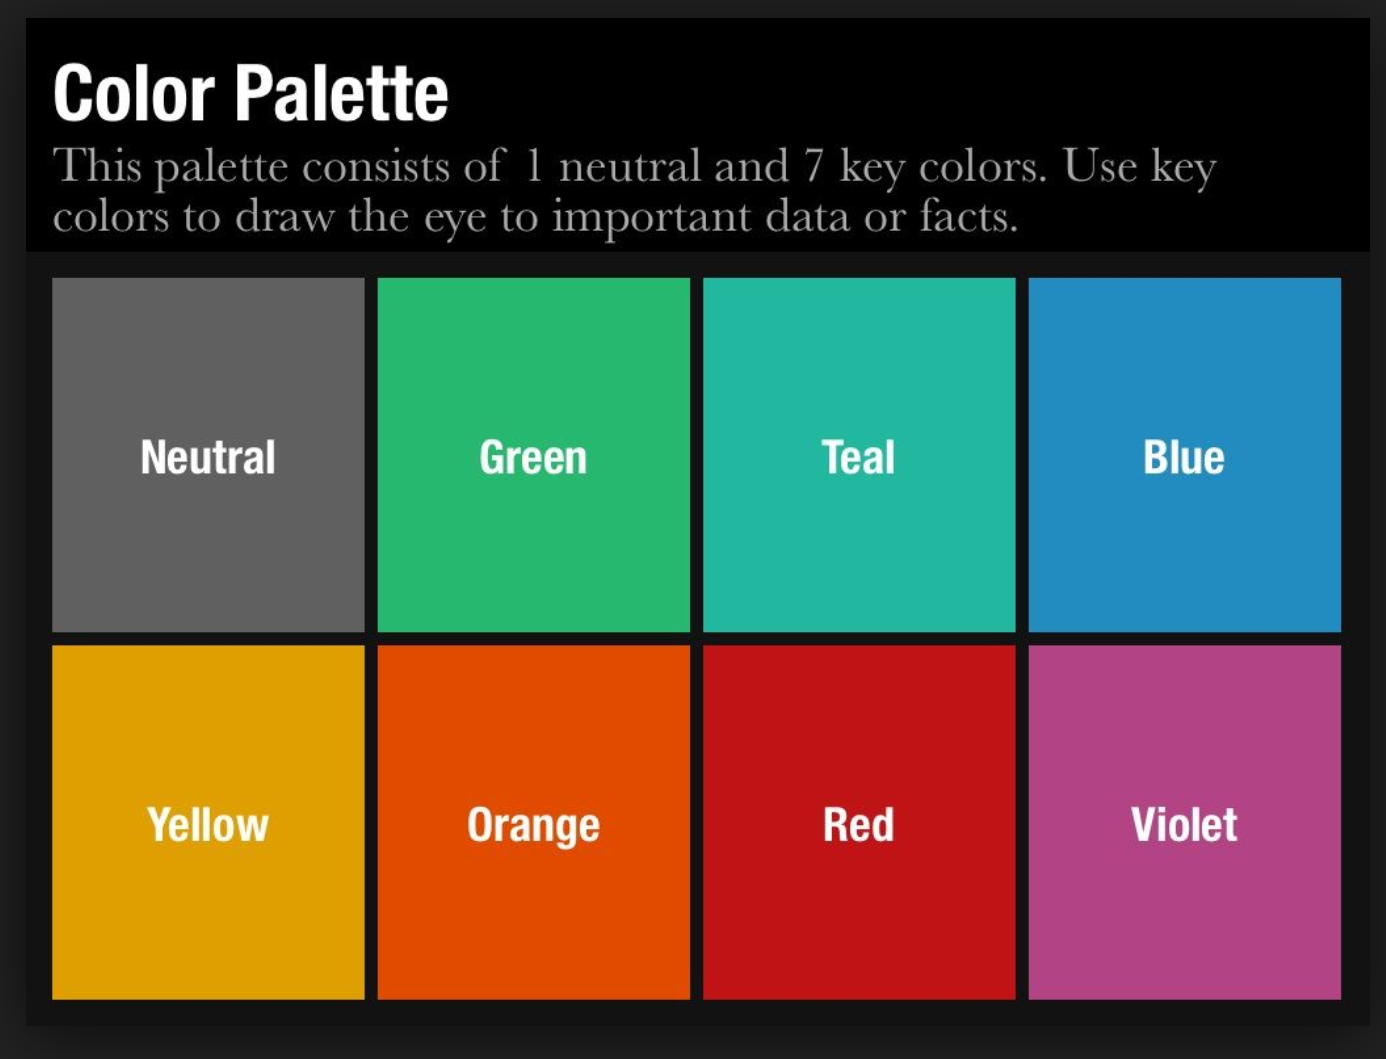 Color Palette
This palette consists of 1 neutral and 7 key colors. Use key
colors to draw the eye to important data or facts.
Neutral
Green
Teal
Blue
Yellow
Orange
Red
Violet